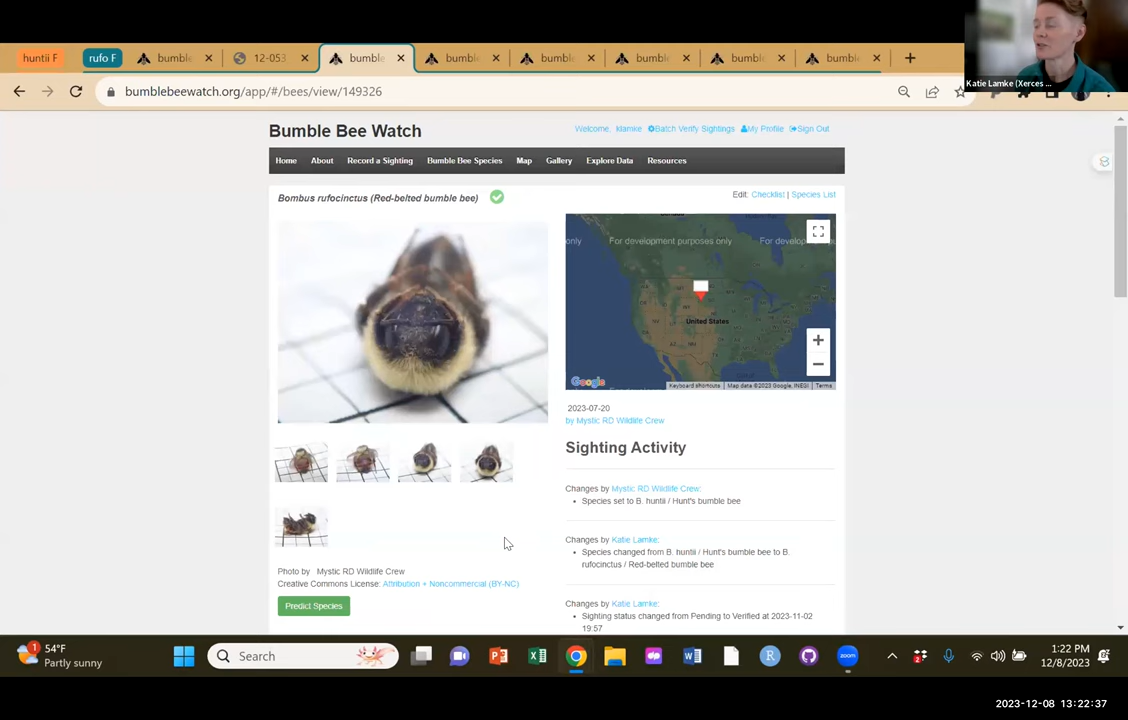 huntii F
rufo F
bumble
12-053
bumble
bumble
bumble
bumble
bumble
bumble
Katie Lamke (Xerces ...
bumblebeewatch.org/app/#/bees/view/149326
Bumble Bee Watch
Welcome, klamke Batch Verify Sightings My Profile Sign Out
Home About Record a Sighting Bumble Bee Species Map Gallery Explore Data Resources
Bombus rufocinctus (Red-belted bumble bee)
Edit: Checklist | Species List
only For development purposes only For develop
United States
Google
Keyboard shortcuts Map data ©2023 Google, INEGI Terms
2023-07-20
by Mystic RD Wildlife Crew
Sighting Activity
Changes by Mystic RD Wildlife Crew:
• Species set to B. huntii / Hunt's bumble bee
Changes by Katie Lamke:
• Species changed from B. huntii / Hunt's bumble bee to B.
rufocinctus / Red-belted bumble bee
Changes by Katie Lamke:
• Sighting status changed from Pending to Verified at 2023-11-02
19:57
Photo by Mystic RD Wildlife Crew
Creative Commons License: Attribution + Noncommercial (BY-NC)
Predict Species
1
54°F
Partly sunny
Search
zoom
1:22 PM
12/8/2023
2023-12-08 13:22:37